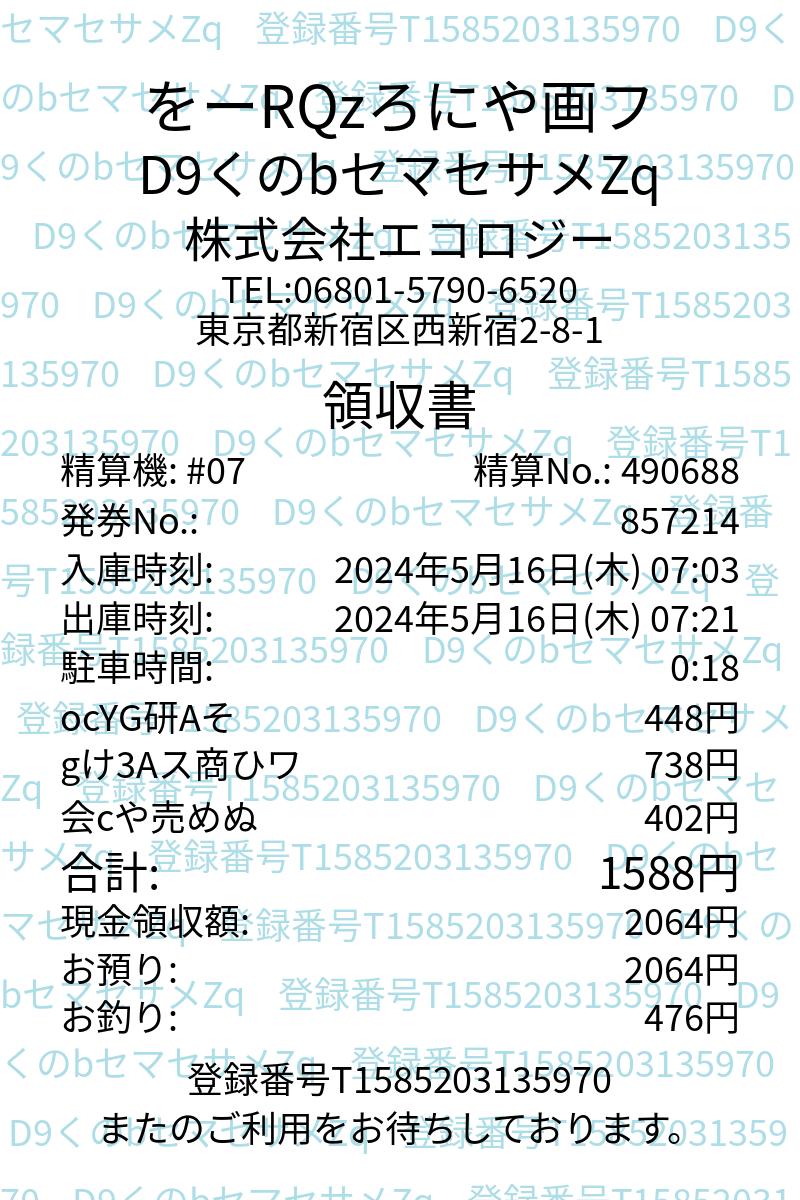 をーRQzろにや画フ
D9くのbセマセサメZq
株式会社エコロジー
TEL:06801-5790-6520
東京都新宿区西新宿2-8-1
領収書
精算機: #07 精算No.: 490688
発券No.: 857214
入庫時刻: 2024年5月16日(木) 07:03
出庫時刻: 2024年5月16日(木) 07:21
駐車時間: 0:18
ocYG研Aそ 448円
gけ3Aス商ひワ 738円
会cや売めぬ 402円
合計: 1588円
現金領収額: 2064円
お預り: 2064円
お釣り: 476円
登録番号T1585203135970
またのご利用をお待ちしております。